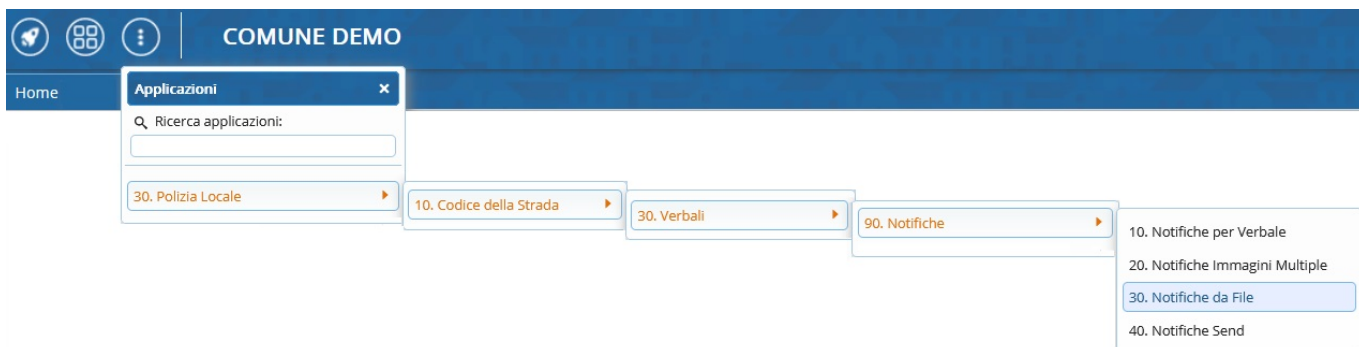 COMUNE DEMO
Home
Applicazioni
Ricerca applicazioni:
30. Polizia Locale
10. Codice della Strada
30. Verbali
90. Notifiche
10. Notifiche per Verbale
20. Notifiche Immagini Multiple
30. Notifiche da File
40. Notifiche Send